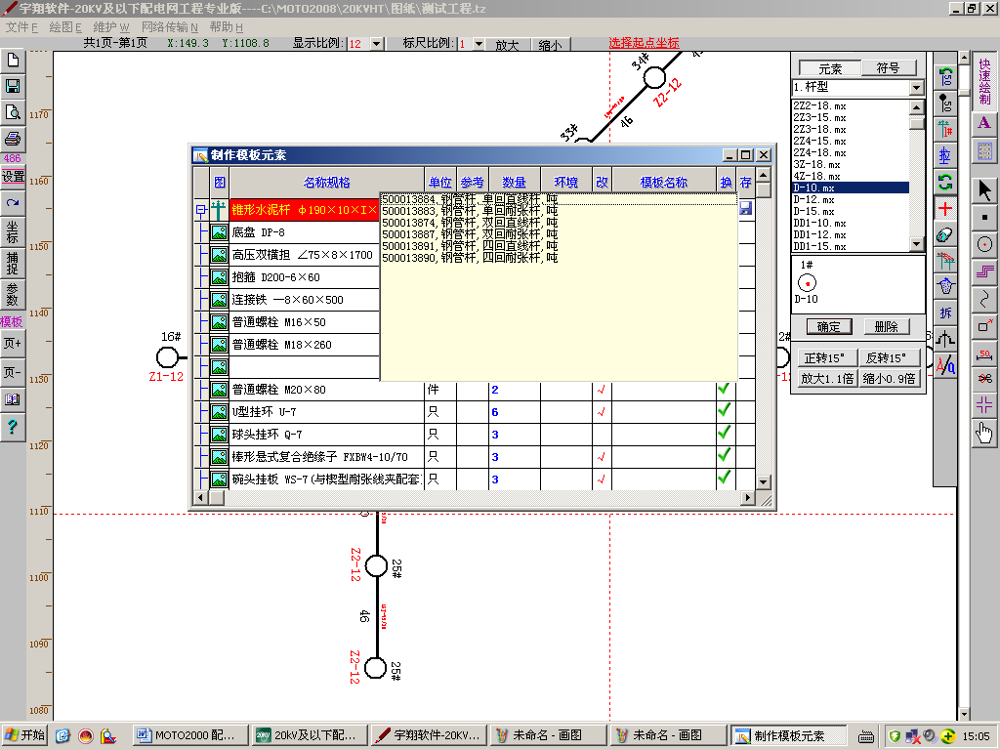 宇翔软件-20KV及以下配电网工程专业版----C:\MOTO2008\20KVHT\图纸\测试工程.tz
文件F 绘图E 维护W 网络传输N 帮助H
共1页-第1页 X:149.3 Y:1108.8 显示比例: 12 标尺比例: 1 放大 缩小 选择起点坐标
486
设置
坐标
捕捉
参数
模板
页+
页-
1170
1160
1150
1140
1130
1120
1110
1100
1090
1080
34#
Z2-12
46
33#
16#
Z1-12
制作模板元素
图 名称规格 单位 参考 数量 环境 改 模板名称 换 存
锥形水泥杆 φ190×10×I×
底盘 DP-8
高压双横担 ∠75×8×1700
抱箍 D200-6×60
连接铁 —8×60×500
普通螺栓 M16×50
普通螺栓 M18×260
500013884,钢管杆,单回直线杆,吨
500013883,钢管杆,单回耐张杆,吨
500013874,钢管杆,双回直线杆,吨
500013887,钢管杆,双回耐张杆,吨
500013891,钢管杆,四回直线杆,吨
500013890,钢管杆,四回耐张杆,吨
普通螺栓 M20×80 件 2 √
U型挂环 U-7 只 6 √
球头挂环 Q-7 只 3
棒形悬式复合绝缘子 FXBW4-10/70 只 3 √
碗头挂板 WS-7(与楔型耐张线夹配套 只 3 √
Z2-12
25#
46
Z2-12
25#
元素 符号
1.杆型
2Z2-18.mx
2Z3-15.mx
2Z3-18.mx
2Z4-15.mx
2Z4-18.mx
3Z-18.mx
4Z-18.mx
D-10.mx
D-12.mx
D-15.mx
DD1-10.mx
DD1-12.mx
DD1-15.mx
1#
D-10
确定 删除
正转15° 反转15°
放大1.1倍 缩小0.9倍
快速绘制
50
50
拆
A/Q
A
50
开始 MOTO2000 配... 20kV及以下配... 宇翔软件-20KV... 未命名 - 画图 未命名 - 画图 制作模板元素 15:05